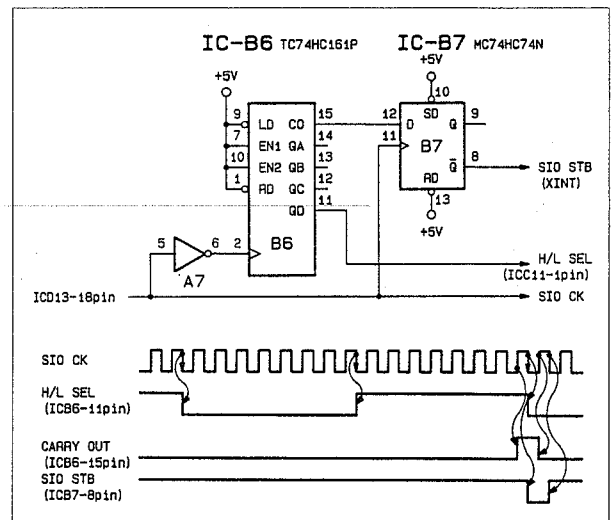 IC-B6 TC74HC161P
IC-B7 MC74HC74N
+5V
+5V
10
9
LD
CO
15
12
D
SD
Q
9
7
EN1
QA
14
11
B7
10
EN2
QB
13
Q
8
SIO STB
(XINT)
1
RD
QC
12
RD
QD
11
13
+5V
5
6
2
B6
A7
H/L SEL
(ICC11-1pin)
ICD13-18pin
SIO CK
SIO CK
H/L SEL
(ICB6-11pin)
CARRY OUT
(ICB6-15pin)
SIO STB
(ICB7-8pin)